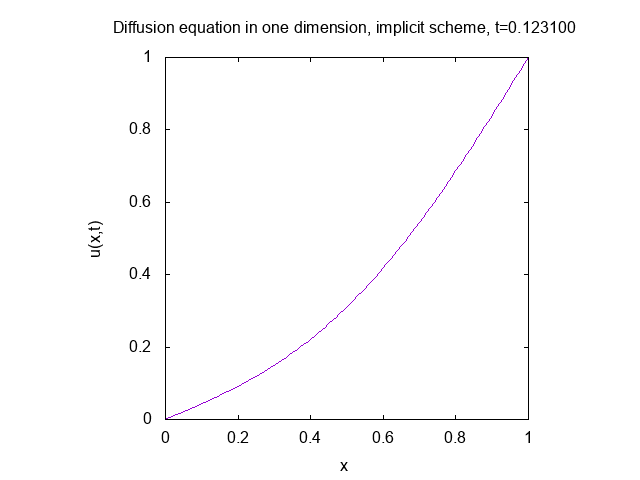 Diffusion equation in one dimension, implicit scheme, t=0.123100
1
0.8
0.6
0.4
0.2
0
u(x,t)
0 0.2 0.4 0.6 0.8 1
x